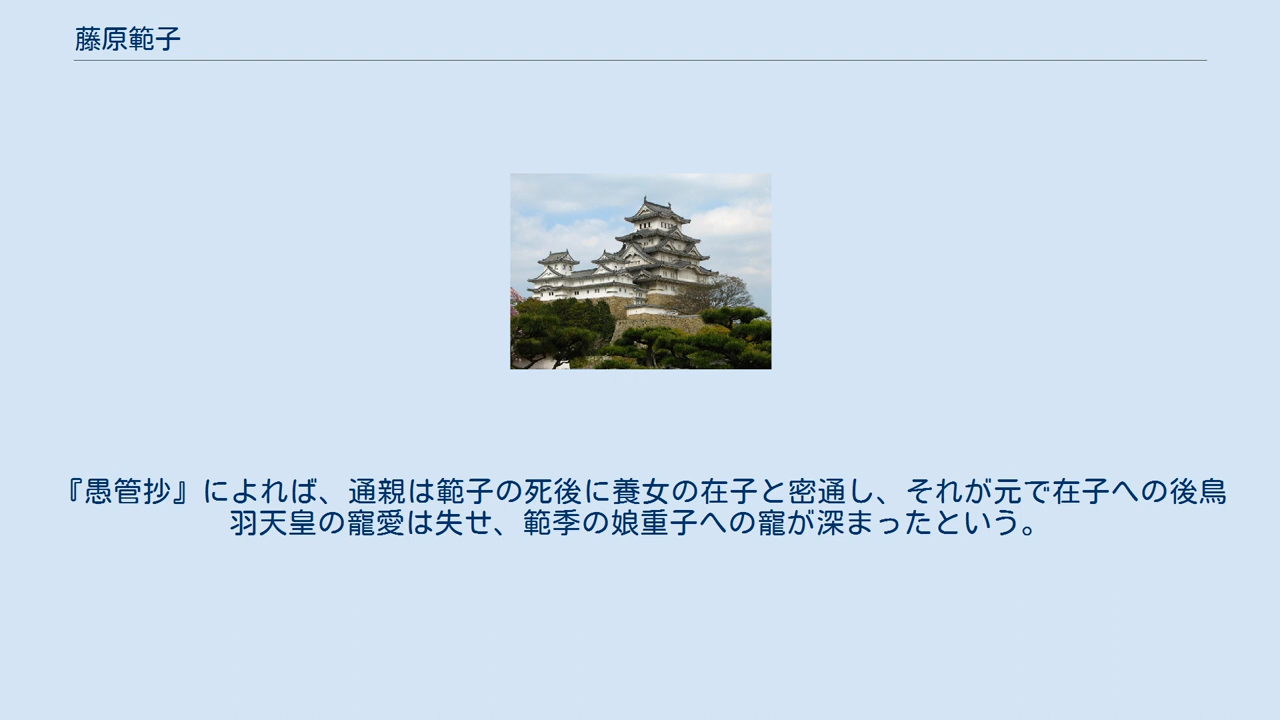 藤原範子
『愚管抄』によれば、通親は範子の死後に養女の在子と密通し、それが元で在子への後鳥
羽天皇の寵愛は失せ、範季の娘重子への寵が深まったという。